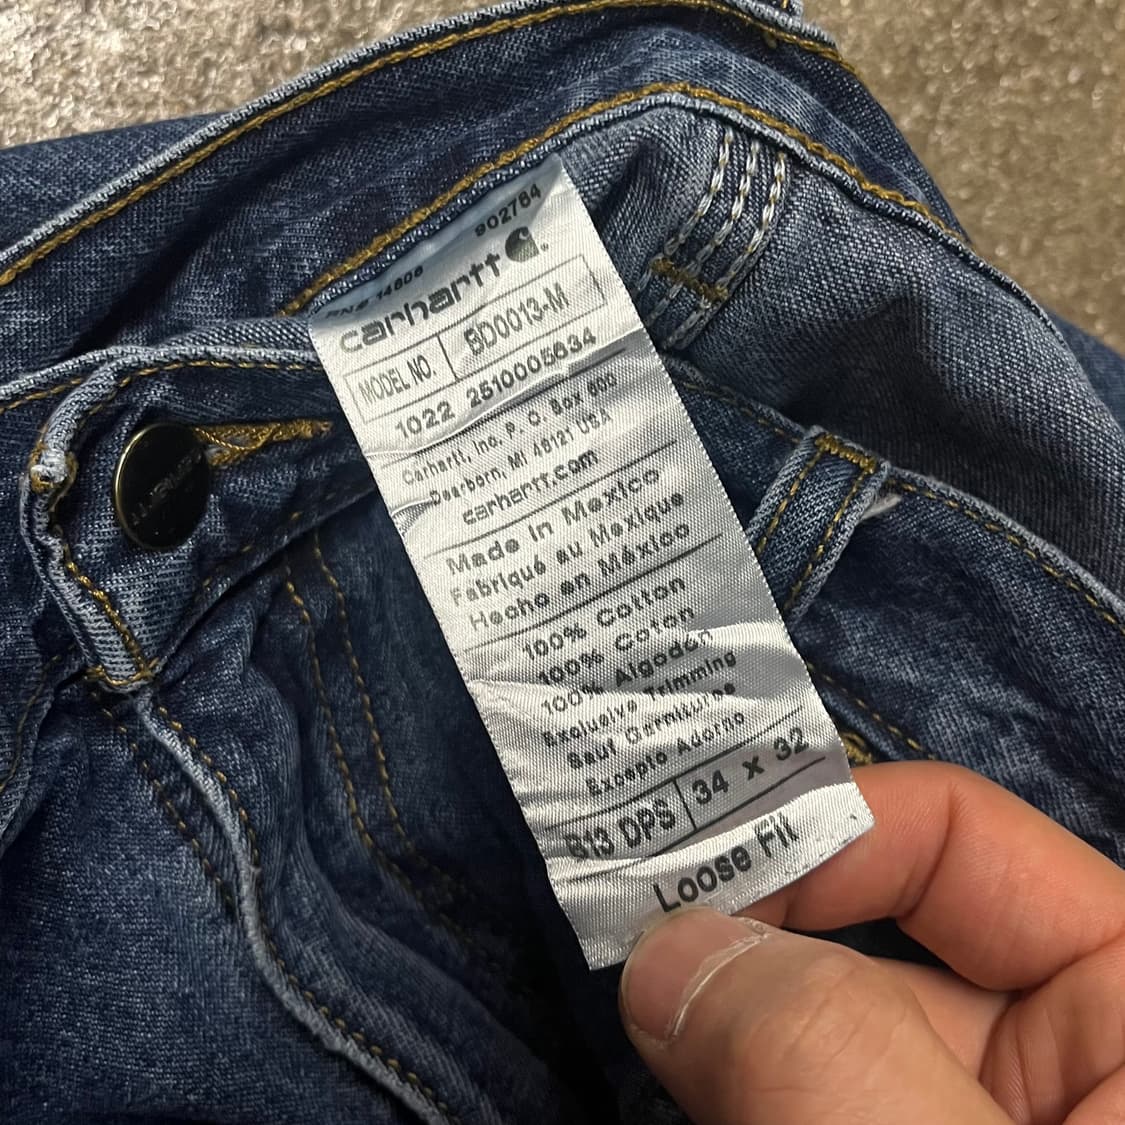 902784
RN# 14806
carhartt
MODEL NO. BD0013-M
1022 2510005634
Carhartt, Inc. P. O. Box 600
Dearborn, MI 48121 USA
carhartt.com
Made in Mexico
Fabriqué au Mexique
Hecho en México
100% Cotton
100% Coton
100% Algodón
Exclusive Trimming
Sauf Garniture
Excepto Adorno
B13 DPS 34 x 32
Loose Fit